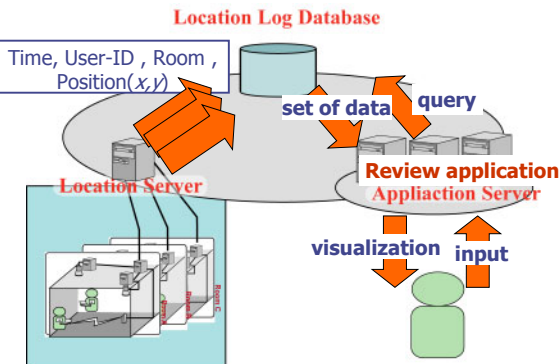 Location Log Database
Time, User-ID , Room ,
Position(x,y)
set of data
query
Location Server
Review application
Appliaction Server
visualization
input
Room C